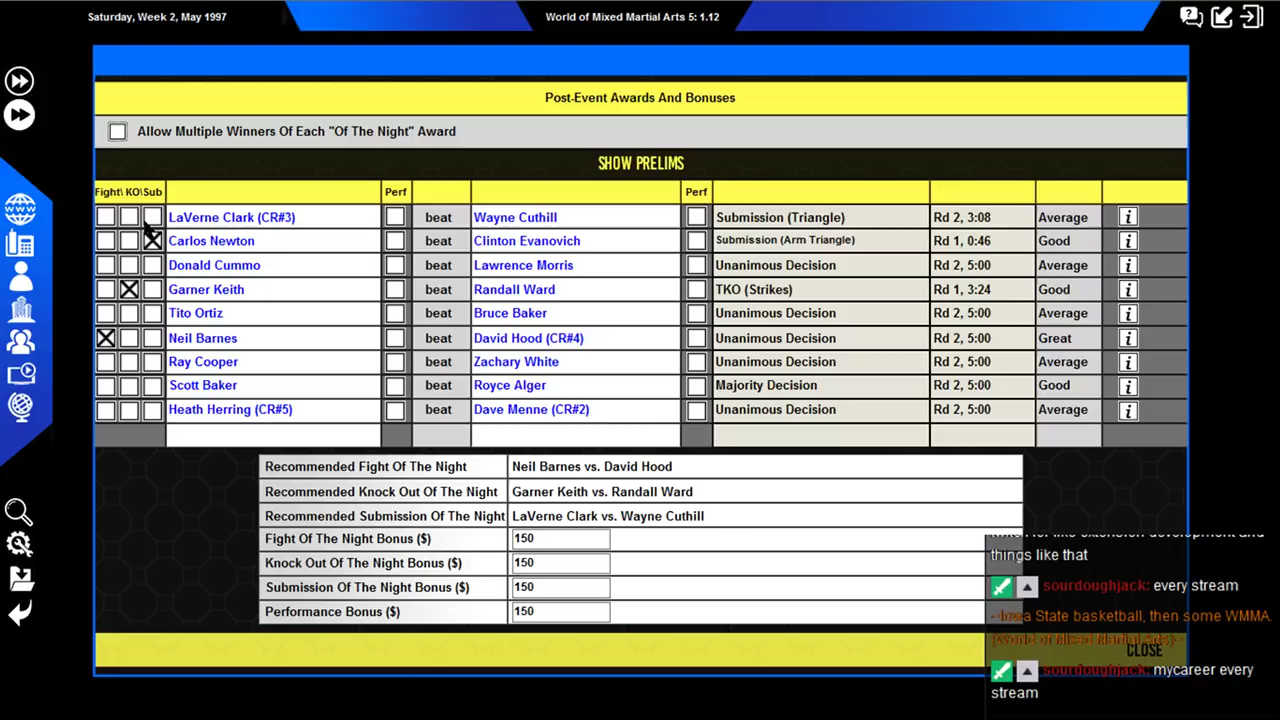 Saturday, Week 2, May 1997
World of Mixed Martial Arts 5: 1.12
Post-Event Awards And Bonuses
Allow Multiple Winners Of Each "Of The Night" Award
SHOW PRELIMS
Fight\ KO\Sub Perf Perf
LaVerne Clark (CR#3) beat Wayne Cuthill Submission (Triangle) Rd 2, 3:08 Average i
Carlos Newton beat Clinton Evanovich Submission (Arm Triangle) Rd 1, 0:46 Good i
Donald Cummo beat Lawrence Morris Unanimous Decision Rd 2, 5:00 Average i
Garner Keith beat Randall Ward TKO (Strikes) Rd 1, 3:24 Good i
Tito Ortiz beat Bruce Baker Unanimous Decision Rd 2, 5:00 Average i
Neil Barnes beat David Hood (CR#4) Unanimous Decision Rd 2, 5:00 Great i
Ray Cooper beat Zachary White Unanimous Decision Rd 2, 5:00 Average i
Scott Baker beat Royce Alger Majority Decision Rd 2, 5:00 Good i
Heath Herring (CR#5) beat Dave Menne (CR#2) Unanimous Decision Rd 2, 5:00 Average i
Recommended Fight Of The Night Neil Barnes vs. David Hood
Recommended Knock Out Of The Night Garner Keith vs. Randall Ward
Recommended Submission Of The Night LaVerne Clark vs. Wayne Cuthill
Fight Of The Night Bonus ($) 150
Knock Out Of The Night Bonus ($) 150
Submission Of The Night Bonus ($) 150
Performance Bonus ($) 150
CLOSE
extension development and
things like that
sourdoughjack: every stream
State basketball, then some WMMA.
(World of Mixed Martial Arts)
sourdoughjack: mycareer every
stream